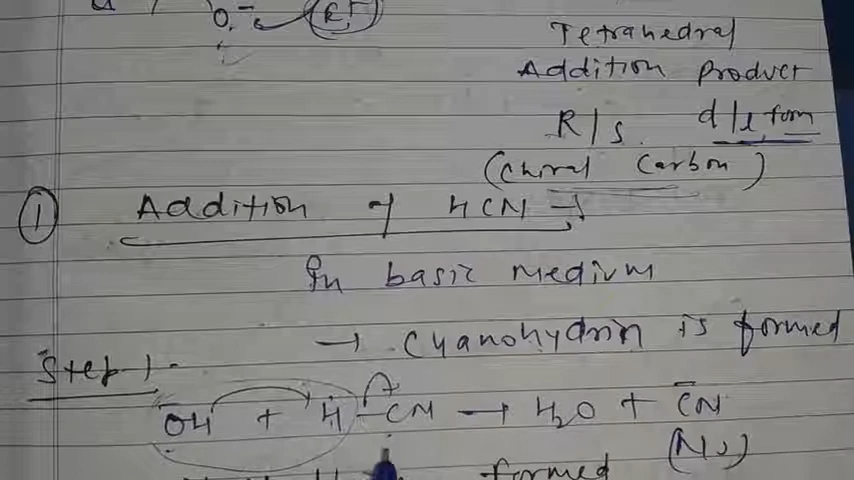 O⁻ E⁺
Tetrahedral
Addition Product
R/S d/l form
(Chiral Carbon)
① Addition of HCN →
In basic medium
→ Cyanohydrin is formed
Step 1
OH⁻ + H-CN → H₂O + C̄N
formed (Nu)